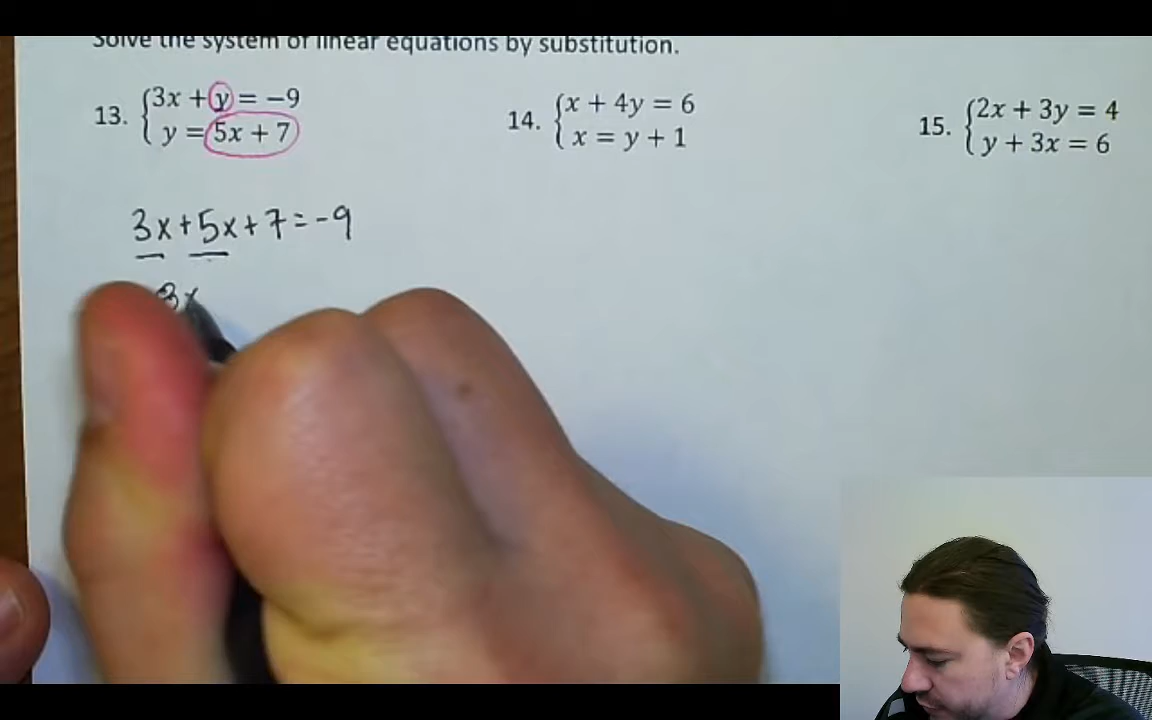 Solve the system of linear equations by substitution.
13. {3x + y = −9
y = 5x + 7
14. {x + 4y = 6
x = y + 1
15. {2x + 3y = 4
y + 3x = 6
3x + 5x + 7 = -9
8x